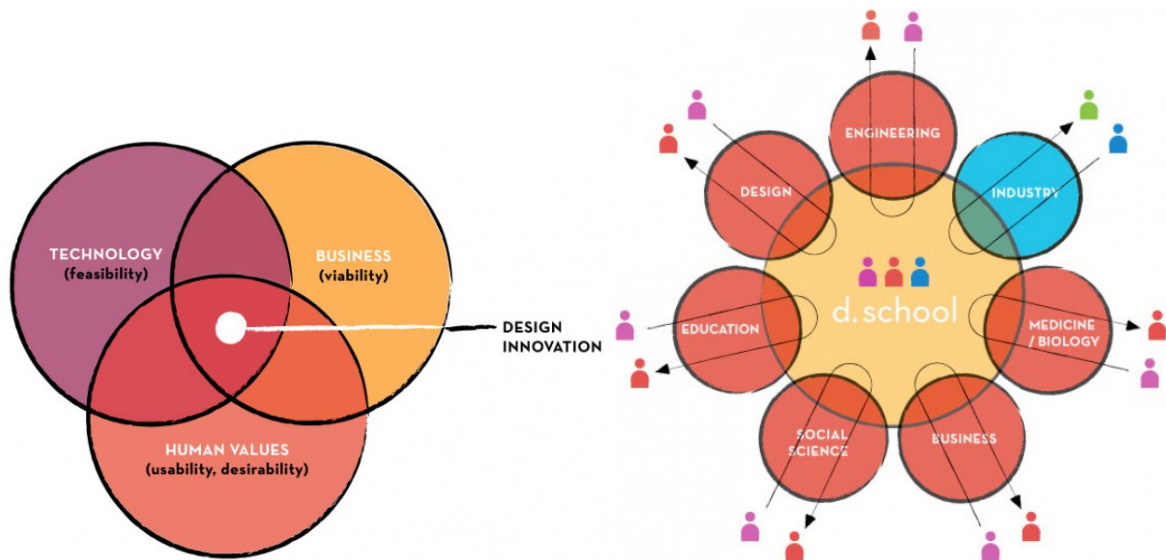 TECHNOLOGY
(feasibility)
BUSINESS
(viability)
DESIGN
INNOVATION
HUMAN VALUES
(usability, desirability)
ENGINEERING
DESIGN
INDUSTRY
d.school
EDUCATION
MEDICINE
/ BIOLOGY
SOCIAL
SCIENCE
BUSINESS